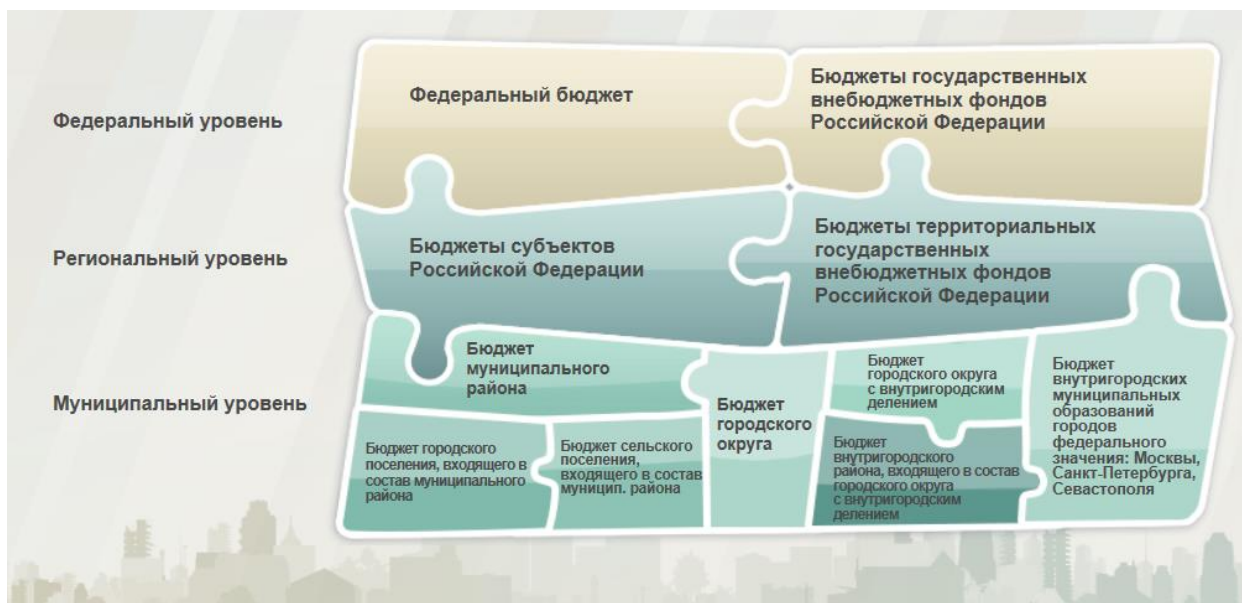 Федеральный уровень
Федеральный бюджет
Бюджеты государственных
внебюджетных фондов
Российской Федерации
Региональный уровень
Бюджеты субъектов
Российской Федерации
Бюджеты территориальных
государственных
внебюджетных фондов
Российской Федерации
Муниципальный уровень
Бюджет
муниципального
района
Бюджет городского
поселения, входящего в
состав муниципального
района
Бюджет сельского
поселения,
входящего в состав
муницип. района
Бюджет
городского
округа
Бюджет
городского округа
с внутригородским
делением
Бюджет
внутригородского
района, входящего в состав
городского округа
с внутригородским
делением
Бюджет
внутригородских
муниципальных
образований
городов
федерального
значения: Москвы,
Санкт-Петербурга,
Севастополя